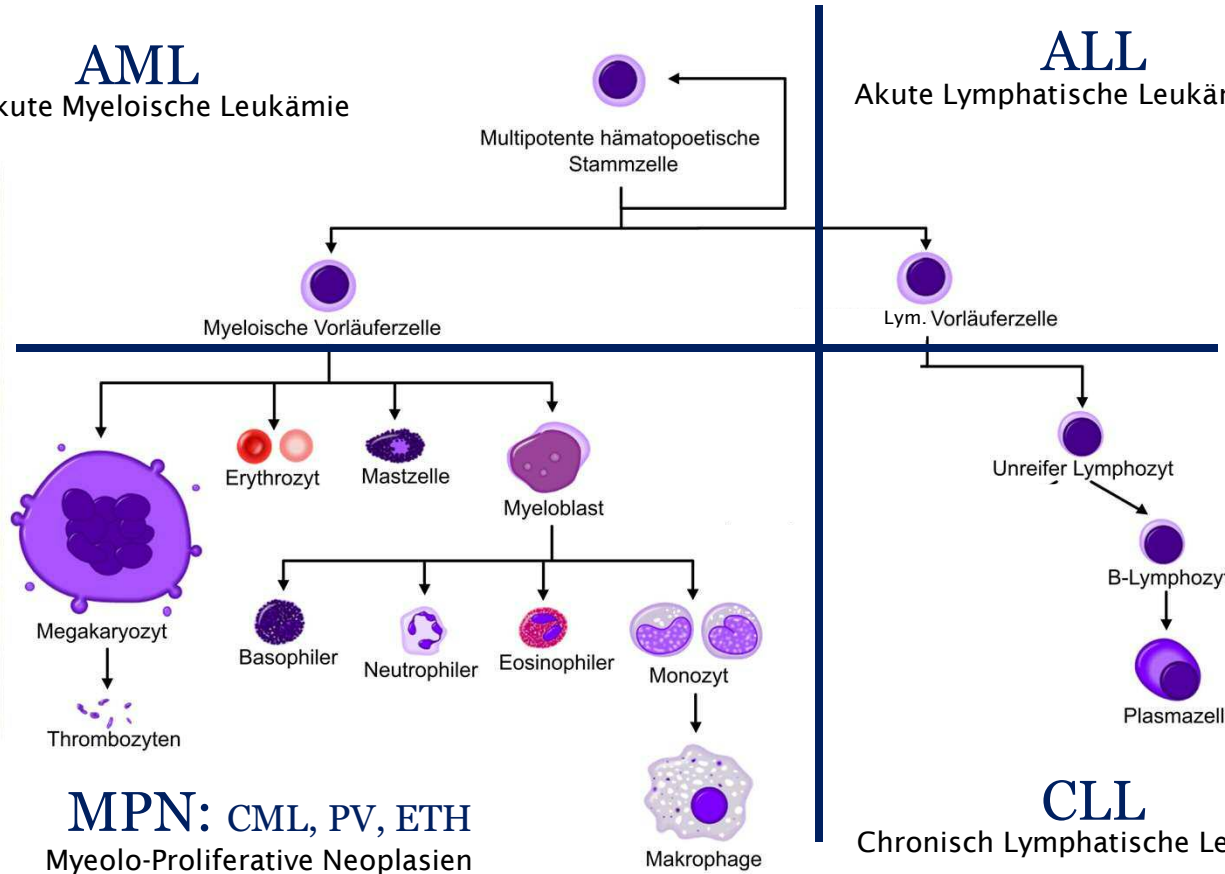 AML
kute Myeloische Leukämie
ALL
Akute Lymphatische Leukä
Multipotente hämatopoetische
Stammzelle
Myeloische Vorläuferzelle
Lym. Vorläuferzelle
Erythrozyt
Mastzelle
Myeloblast
Unreifer Lymphozyt
B-Lymphozyt
Megakaryozyt
Basophiler
Neutrophiler
Eosinophiler
Monozyt
Plasmazell
Thrombozyten
MPN: CML, PV, ETH
Myeolo-Proliferative Neoplasien
Makrophage
CLL
Chronisch Lymphatische Le